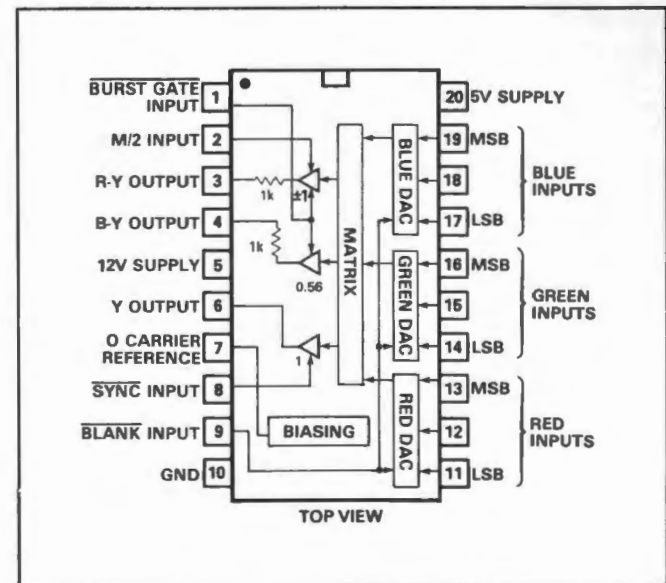 BURST GATE
INPUT
1
M/2 INPUT
2
R-Y OUTPUT
3
B-Y OUTPUT
4
12V SUPPLY
5
Y OUTPUT
6
O CARRIER
REFERENCE
7
SYNC INPUT
8
BLANK INPUT
9
GND
10
1k
±1
1k
0.56
1
BIASING
MATRIX
BLUE DAC
GREEN DAC
RED DAC
20
5V SUPPLY
19
MSB
18
17
LSB
BLUE
INPUTS
16
MSB
15
14
LSB
GREEN
INPUTS
13
MSB
12
11
LSB
RED
INPUTS
TOP VIEW